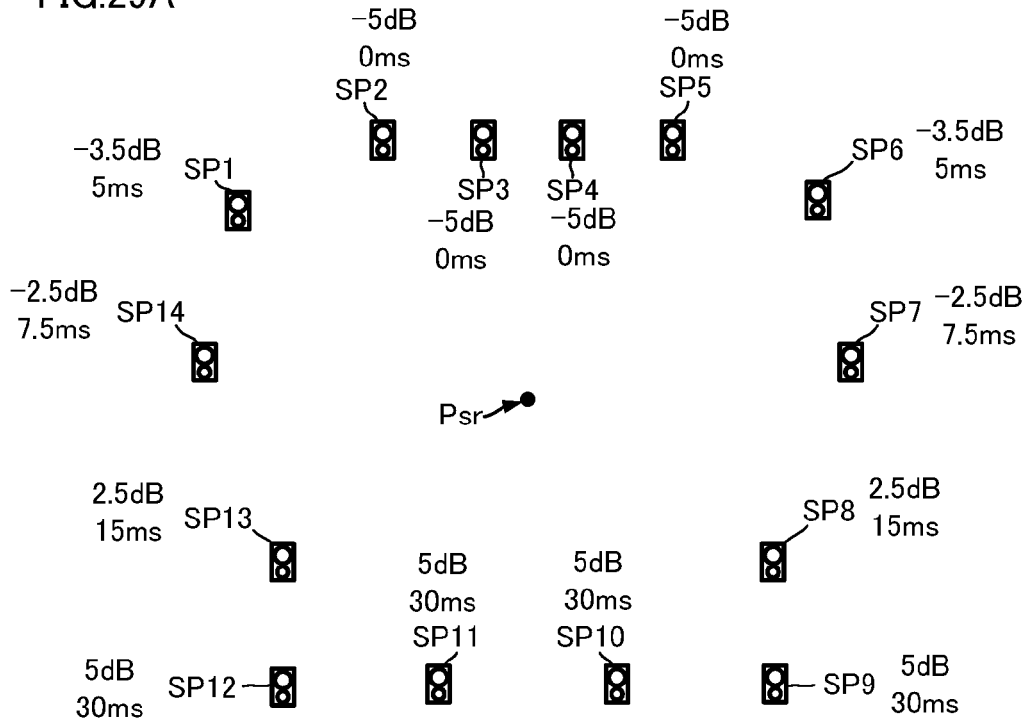 FIG.29A
-5dB
0ms
SP2
-5dB
0ms
SP5
-3.5dB
5ms
SP1
SP3
-5dB
0ms
SP4
-5dB
0ms
SP6
-3.5dB
5ms
-2.5dB
7.5ms
SP14
SP7
-2.5dB
7.5ms
Psr
2.5dB
15ms
SP13
SP8
2.5dB
15ms
5dB
30ms
SP11
5dB
30ms
SP10
5dB
30ms
SP12
SP9
5dB
30ms